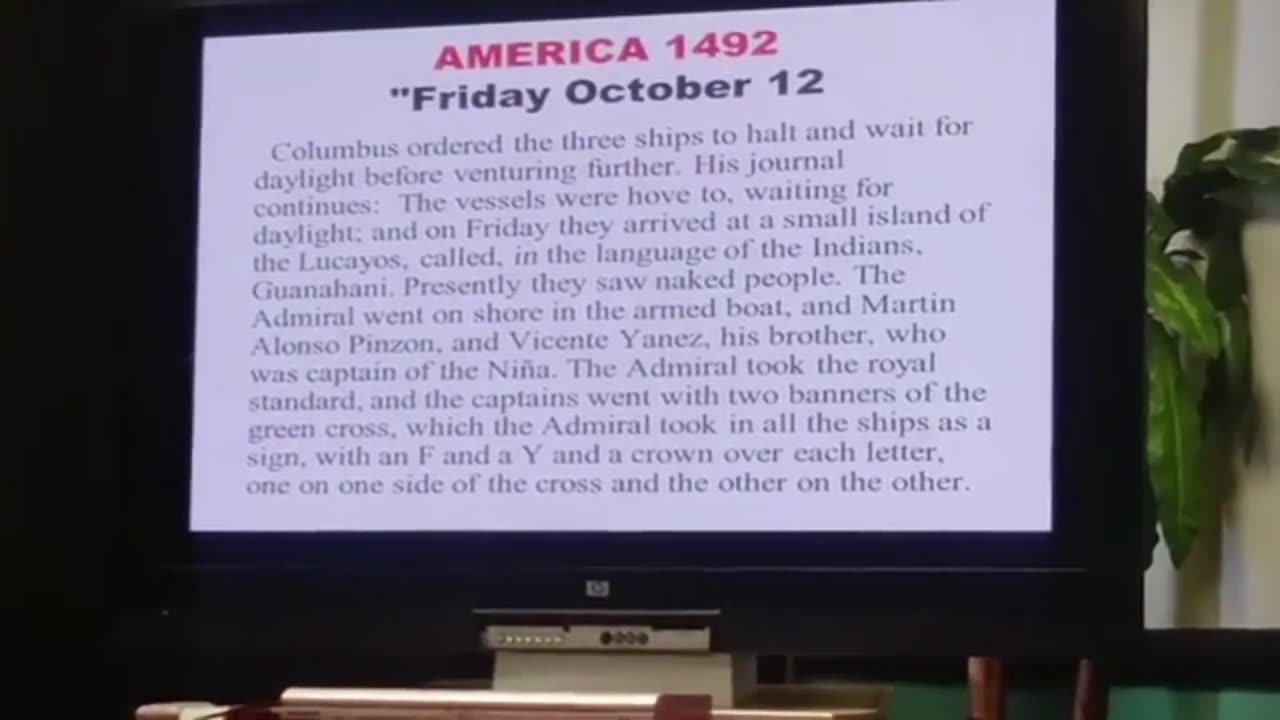 AMERICA 1492
"Friday October 12
Columbus ordered the three ships to halt and wait for
daylight before venturing further. His journal
continues: The vessels were hove to, waiting for
daylight; and on Friday they arrived at a small island of
the Lucayos, called, in the language of the Indians,
Guanahani. Presently they saw naked people. The
Admiral went on shore in the armed boat, and Martin
Alonso Pinzon, and Vicente Yanez, his brother, who
was captain of the Niña. The Admiral took the royal
standard, and the captains went with two banners of the
green cross, which the Admiral took in all the ships as a
sign, with an F and a Y and a crown over each letter,
one on one side of the cross and the other on the other.
hp